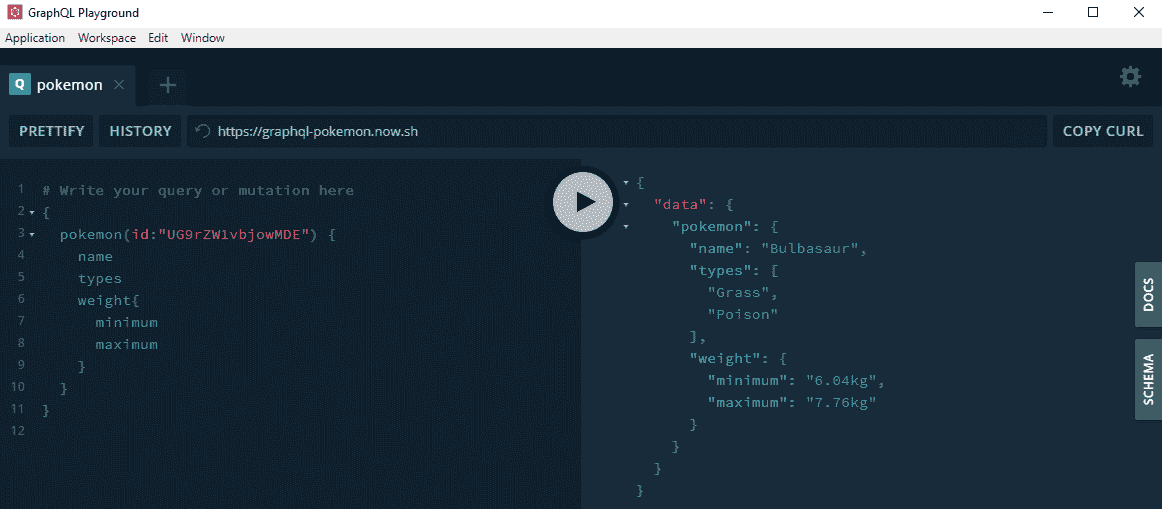 GraphQL Playground
Application Workspace Edit Window
Q pokemon
PRETTIFY HISTORY https://graphql-pokemon.now.sh COPY CURL
1 # Write your query or mutation here
2 {
3 pokemon(id:"UG9rZW1vbjowMDE") {
4 name
5 types
6 weight{
7 minimum
8 maximum
9 }
10 }
11 }
12
{
"data": {
"pokemon": {
"name": "Bulbasaur",
"types": [
"Grass",
"Poison"
],
"weight": {
"minimum": "6.04kg",
"maximum": "7.76kg"
}
}
}
}
DOCS
SCHEMA